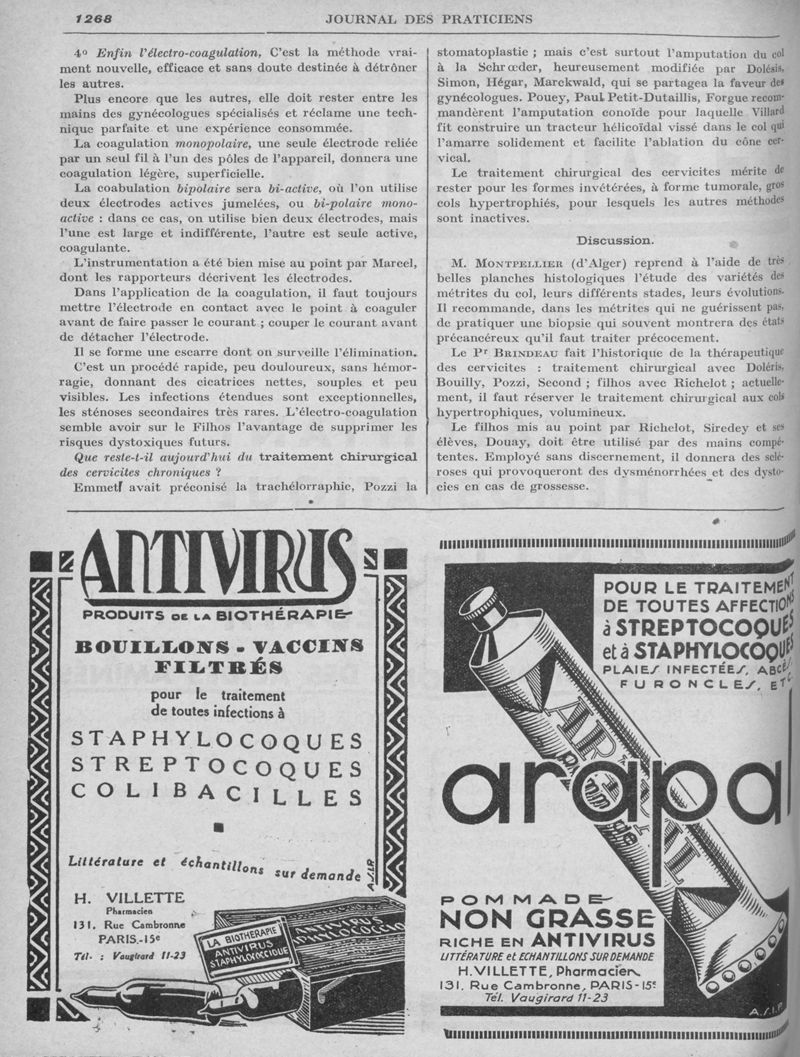 1268
JOURNAL DES PRATICIENS
4o Enfin l'électro-coagulation, C'est la méthode vrai-
ment nouvelle, efficace et sans doute destinée à détrôner
les autres.
Plus encore que les autres, elle doit rester entre les
mains des gynécologues spécialisés et réclame une tech-
nique parfaite et une expérience consommée.
La coagulation monopolaire, une seule électrode reliée
par un seul fil à l'un des pôles de l'appareil, donnera une
coagulation légère, superficielle.
La coabulation bipolaire sera bi-active, où l'on utilise
deux électrodes actives jumelées, ou bi-polaire mono-
active : dans ce cas, on utilise bien deux électrodes, mais
l'une est large et indifférente, l'autre est seule active,
coagulante.
L'instrumentation a été bien mise au point par Marcel,
dont les rapporteurs décrivent les électrodes.
Dans l'application de la coagulation, il faut toujours
mettre l'électrode en contact avec le point à coaguler
avant de faire passer le courant ; couper le courant avant
de détacher l'électrode.
Il se forme une escarre dont on surveille l'élimination.
C'est un procédé rapide, peu douloureux, sans hémor-
ragie, donnant des cicatrices nettes, souples et peu
visibles. Les infections étendues sont exceptionnelles,
les sténoses secondaires très rares. L'électro-coagulation
semble avoir sur le Filhos l'avantage de supprimer les
risques dystoxiques futurs.
Que reste-t-il aujourd'hui du traitement chirurgical
des cervicites chroniques ?
Emmett avait préconisé la trachélorraphie, Pozzi la
stomatoplastie ; mais c'est surtout l'amputation du col
à la Schrœder, heureusement modifiée par Dolésis,
Simon, Hégar, Marckwald, qui se partagea la faveur des
gynécologues. Pouey, Paul Petit-Dutaillis, Forgue recom-
mandèrent l'amputation conoïde pour laquelle Villard
fit construire un tracteur hélicoïdal vissé dans le col qui
l'amarre solidement et facilite l'ablation du cône cer-
vical.
Le traitement chirurgical des cervicites mérite de
rester pour les formes invétérées, à forme tumorale, gros
cols hypertrophiés, pour lesquels les autres méthodes
sont inactives.
Discussion.
M. MONTPELLIER (d'Alger) reprend à l'aide de très
belles planches histologiques l'étude des variétés des
métrites du col, leurs différents stades, leurs évolutions.
Il recommande, dans les métrites qui ne guérissent pas,
de pratiquer une biopsie qui souvent montrera des états
précancéreux qu'il faut traiter précocement.
Le Pr BRINDEAU fait l'historique de la thérapeutique
des cervicites : traitement chirurgical avec Doléris,
Bouilly, Pozzi, Second ; filhos avec Richelot ; actuelle-
ment, il faut réserver le traitement chirurgical aux cols
hypertrophiques, volumineux.
Le filhos mis au point par Richelot, Siredey et ses
élèves, Douay, doit être utilisé par des mains compé-
tentes. Employé sans discernement, il donnera des sclé-
roses qui provoqueront des dysménorrhées et des dysto-
cies en cas de grossesse.
ANTIVIRUS
PRODUITS DE LA BIOTHÉRAPIE
BOUILLONS - VACCINS
FILTRÉS
pour le traitement
de toutes infections à
STAPHYLOCOQUES
STREPTOCOQUES
COLIBACILLES
Littérature et échantillons sur demande
A.S.L.P.
H. VILLETTE
Pharmacien
131, Rue Cambronne
PARIS.-15e
Tél. : Vaugirard 11-23
LA BIOTHERAPIE
ANTIVIRUS
STAPHYLOCOCCIQUE
ANTIVIRUS
POUR LE TRAITEMENT
DE TOUTES AFFECTIONS
à STREPTOCOQUES
et à STAPHYLOCOQUES
PLAIES INFECTÉES, ABCÈS
FURONCLES, ETC.
arapal
POMMADE
NON GRASSE
RICHE EN ANTIVIRUS
LITTÉRATURE et ECHANTILLONS SUR DEMANDE
H. VILLETTE, Pharmacien
131, Rue Cambronne, PARIS-15e
Tél. Vaugirard 11-23